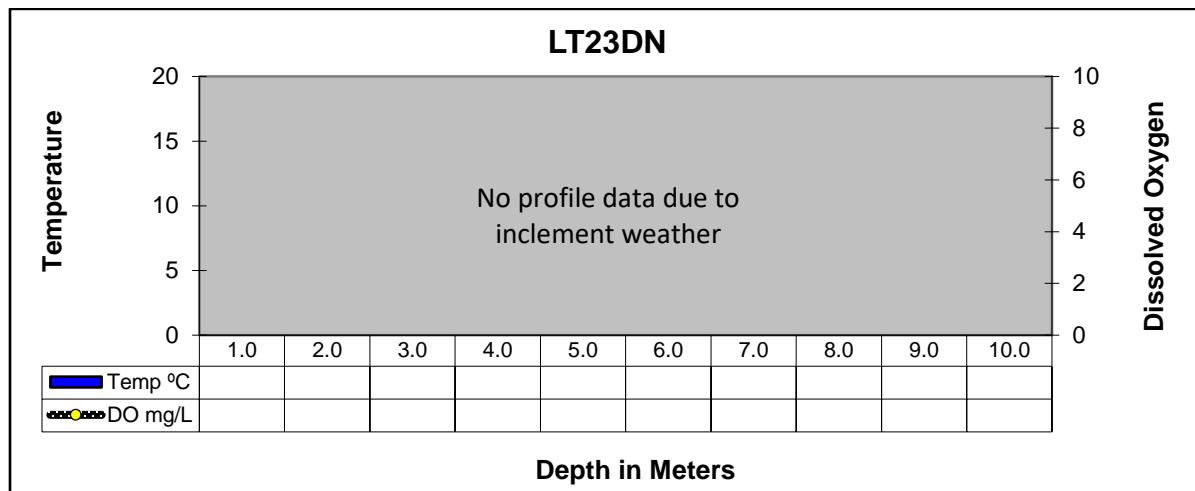 LT23DN
Temperature
20
15
10
5
0
No profile data due to
inclement weather
10
8
6
4
2
0
Dissolved Oxygen
1.0 2.0 3.0 4.0 5.0 6.0 7.0 8.0 9.0 10.0
Temp ºC
DO mg/L
Depth in Meters